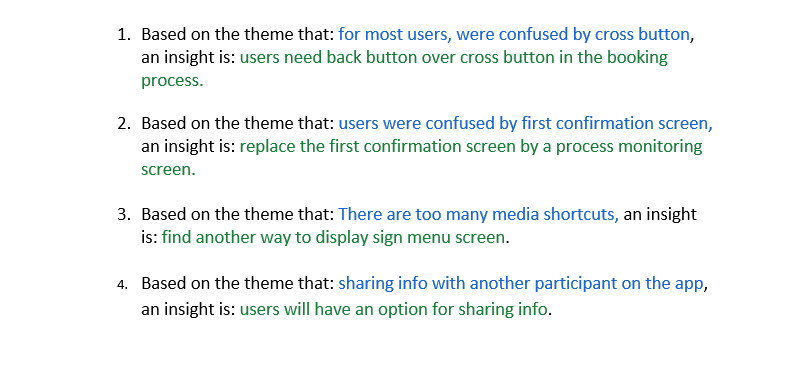 1. Based on the theme that: for most users, were confused by cross button,
an insight is: users need back button over cross button in the booking
process.
2. Based on the theme that: users were confused by first confirmation screen,
an insight is: replace the first confirmation screen by a process monitoring
screen.
3. Based on the theme that: There are too many media shortcuts, an insight
is: find another way to display sign menu screen.
4. Based on the theme that: sharing info with another participant on the app,
an insight is: users will have an option for sharing info.